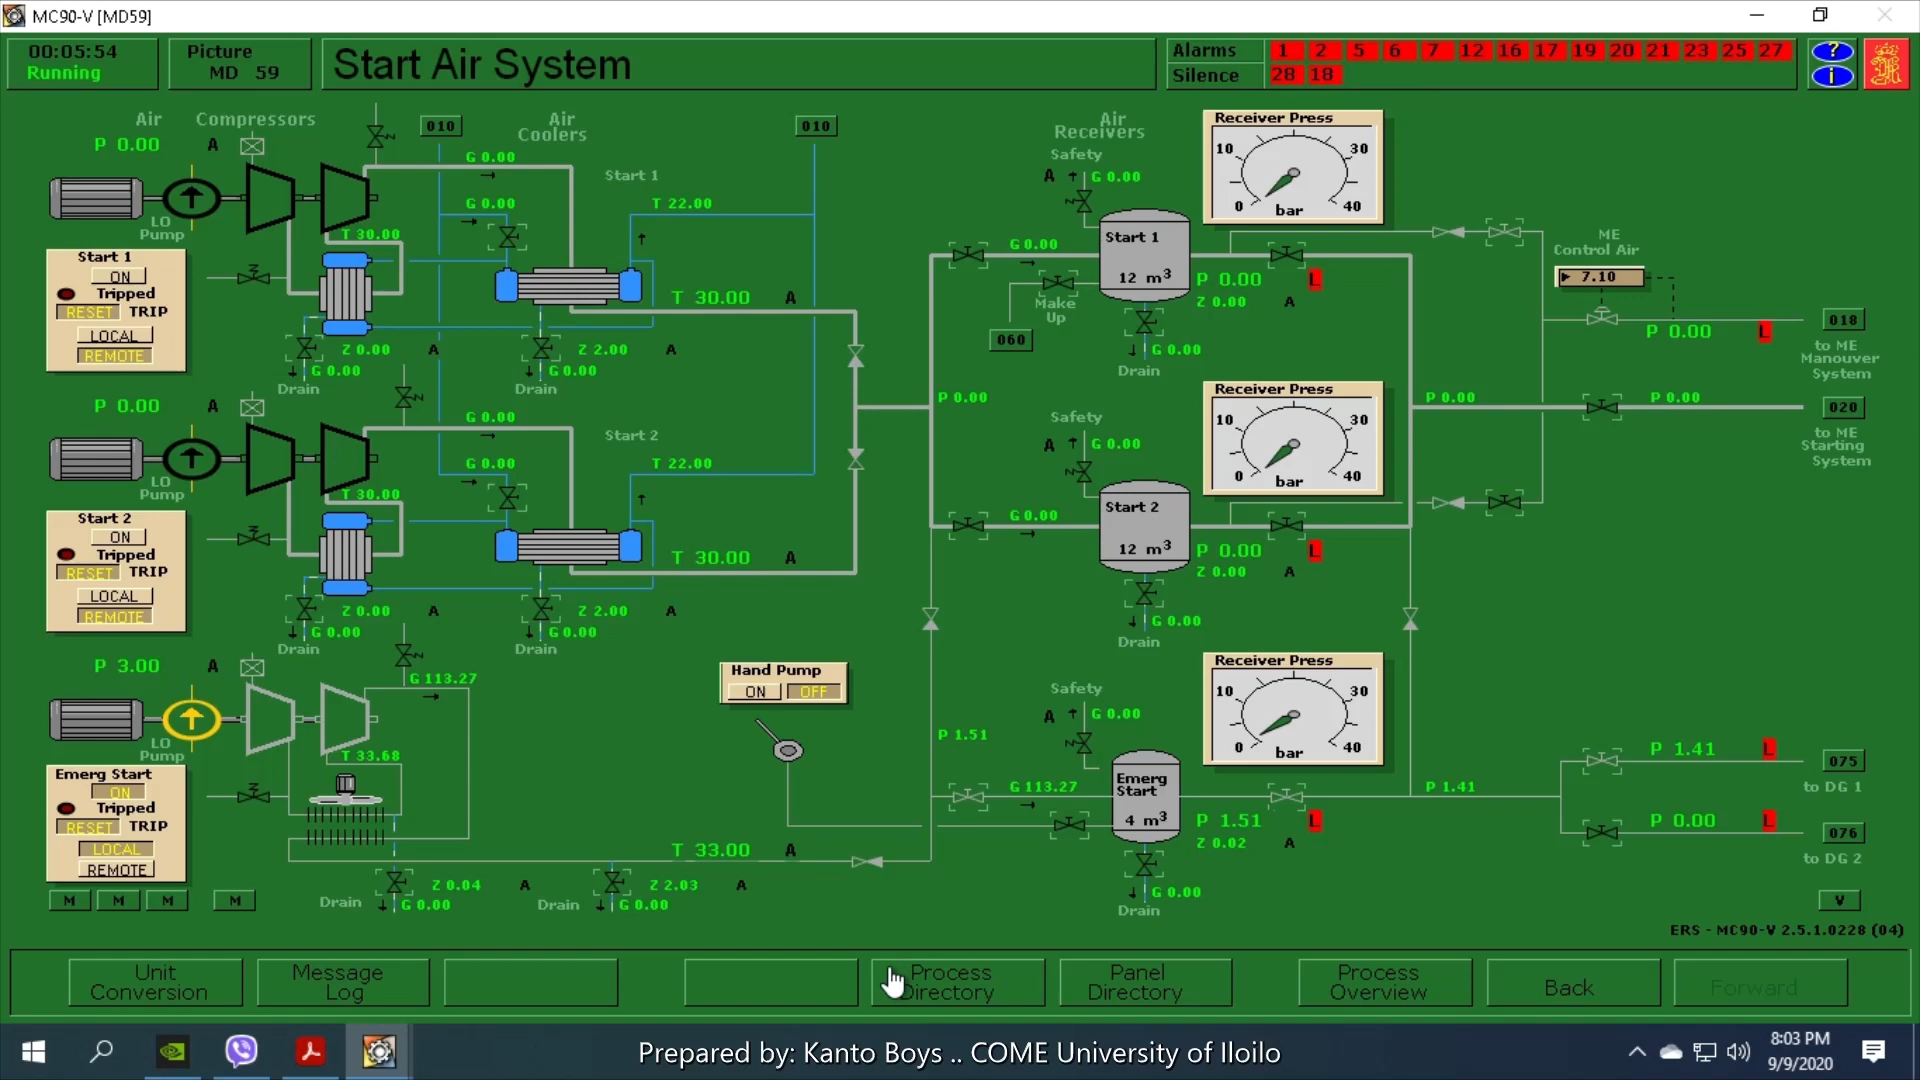 MC90-V [MD59]
00:05:54
Running
Picture
MD 59
Start Air System
Alarms 1 2 5 6 7 12 16 17 19 20 21 23 25 27
Silence 28 18
?
i
Air Compressors
P 0.00 A
010
Air
Coolers
010
G 0.00
Start 1
G 0.00
T 22.00
LO
Pump
T 30.00
Start 1
ON
Tripped
RESET TRIP
LOCAL
REMOTE
T 30.00 A
Z 0.00 A
G 0.00
Drain
Z 2.00 A
G 0.00
Drain
P 0.00 A
G 0.00
Start 2
G 0.00
T 22.00
LO
Pump
T 30.00
Start 2
ON
Tripped
RESET TRIP
LOCAL
REMOTE
T 30.00 A
Z 0.00 A
G 0.00
Drain
Z 2.00 A
G 0.00
Drain
P 3.00 A
G 113.27
LO
Pump
T 33.68
Emerg Start
ON
Tripped
RESET TRIP
LOCAL
REMOTE
M M M M
Hand Pump
ON OFF
T 33.00 A
Drain
Z 0.04 A
G 0.00
Drain
Z 2.03 A
G 0.00
Air
Receivers
Safety
A G 0.00
Receiver Press
10 30
0 bar 40
G 0.00
Start 1
12 m3
Make
Up
060
P 0.00 L
Z 0.00 A
G 0.00
Drain
P 0.00
Safety
A G 0.00
Receiver Press
10 30
0 bar 40
G 0.00
Start 2
12 m3
P 0.00 L
Z 0.00 A
G 0.00
Drain
P 1.51
Safety
A G 0.00
Receiver Press
10 30
0 bar 40
G 113.27
Emerg
Start
4 m3
P 1.51 L
Z 0.02 A
G 0.00
Drain
ME
Control Air
7.10
P 0.00 L
018
to ME
Manouver
System
P 0.00
P 0.00
020
to ME
Starting
System
P 1.41
P 1.41 L
075
to DG 1
P 0.00 L
076
to DG 2
V
ERS - MC90-V 2.5.1.0228 (04)
Unit
Conversion
Message
Log
Process
Directory
Panel
Directory
Process
Overview
Back
Forward
Prepared by: Kanto Boys .. COME University of Iloilo
8:03 PM
9/9/2020